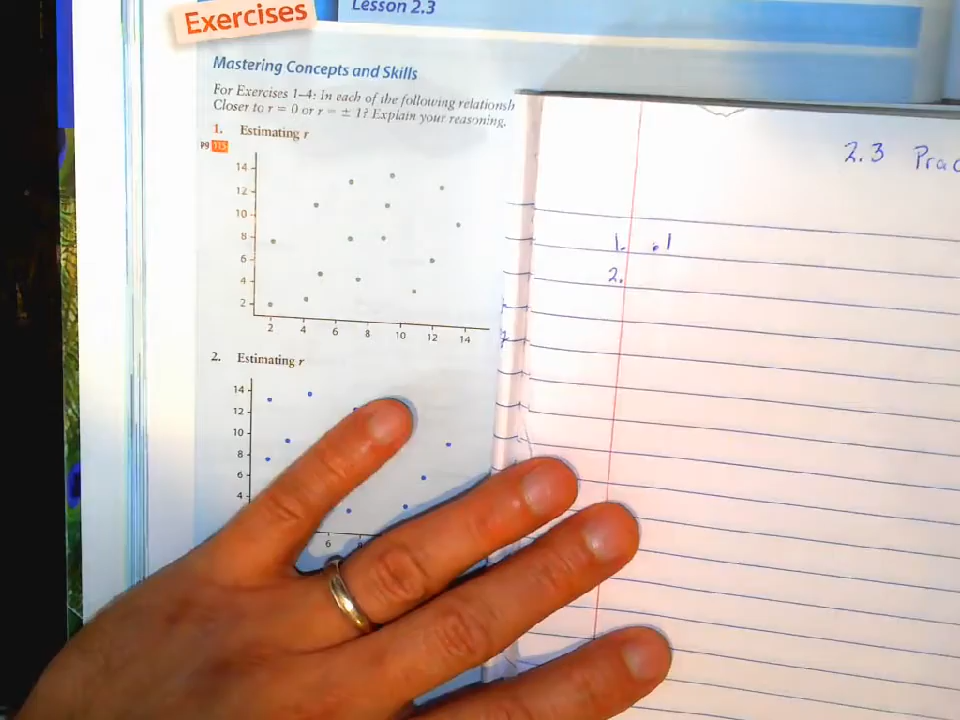 Exercises
Lesson 2.3
Mastering Concepts and Skills
For Exercises 1–4: In each of the following relationsh
Closer to r = 0 or r = ± 1? Explain your reasoning.
1. Estimating r
pg 115
14
12
10
8
6
4
2
2 4 6 8 10 12 14
2. Estimating r
14
12
10
8
6
4
6 8
2.3 Prac
1. .1
2.